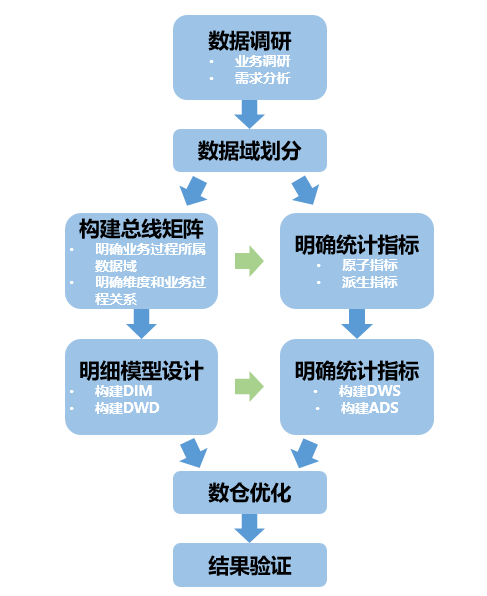 数据调研
• 业务调研
• 需求分析
数据域划分
构建总线矩阵
• 明确业务过程所属
数据域
• 明确维度和业务过
程关系
明确统计指标
• 原子指标
• 派生指标
明细模型设计
• 构建DIM
• 构建DWD
明确统计指标
• 构建DWS
• 构建ADS
数仓优化
结果验证